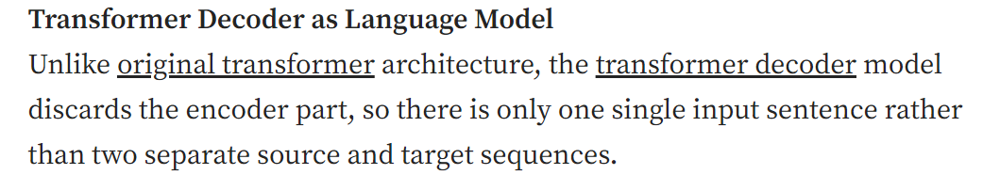 Transformer Decoder as Language Model
Unlike original transformer architecture, the transformer decoder model
discards the encoder part, so there is only one single input sentence rather
than two separate source and target sequences.